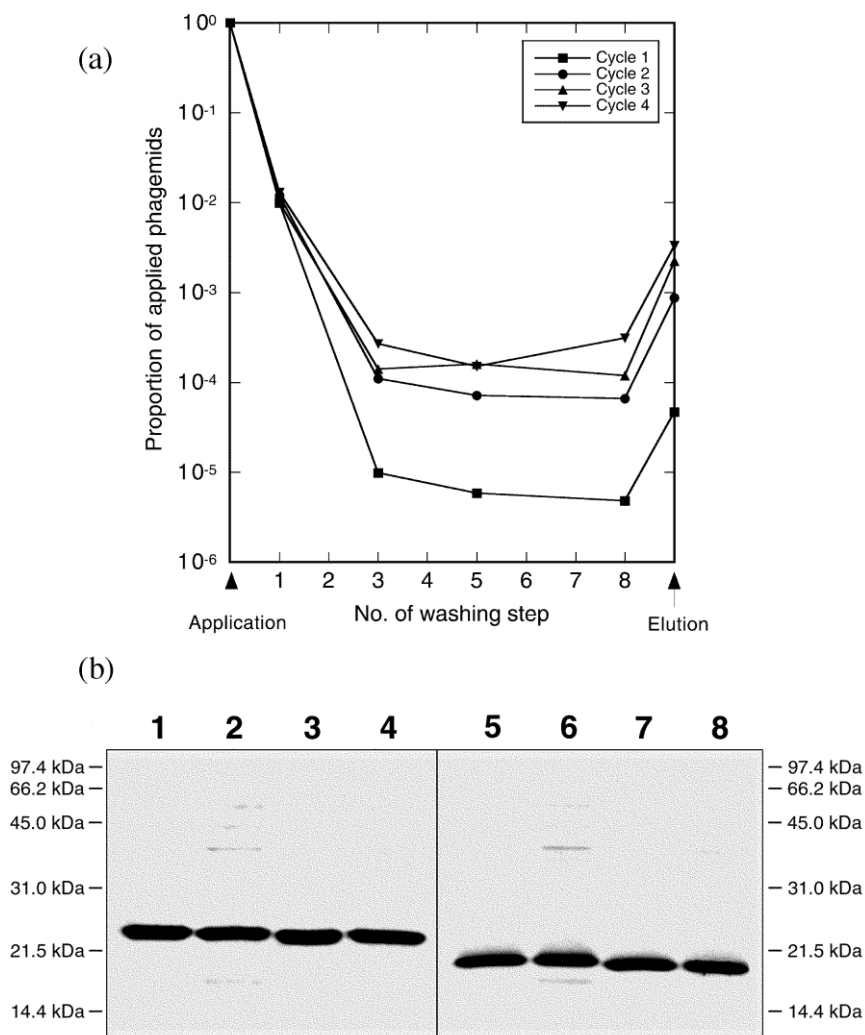 (a)
Proportion of applied phagemids
10⁰
10⁻¹
10⁻²
10⁻³
10⁻⁴
10⁻⁵
10⁻⁶
Cycle 1
Cycle 2
Cycle 3
Cycle 4
1 2 3 4 5 6 7 8
Application No. of washing step Elution
(b)
1 2 3 4 5 6 7 8
97.4 kDa 97.4 kDa
66.2 kDa 66.2 kDa
45.0 kDa 45.0 kDa
31.0 kDa 31.0 kDa
21.5 kDa 21.5 kDa
14.4 kDa 14.4 kDa